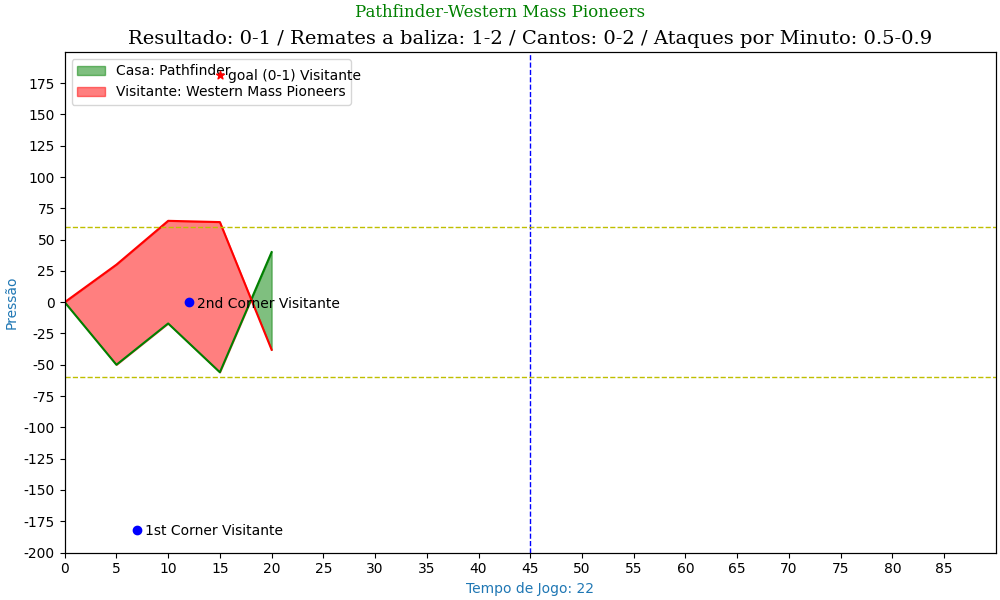 Pathfinder-Western Mass Pioneers
Resultado: 0-1 / Remates a baliza: 1-2 / Cantos: 0-2 / Ataques por Minuto: 0.5-0.9
Casa: Pathfinder
goal (0-1) Visitante
Visitante: Western Mass Pioneers
175
150
125
100
75
50
25
0
-25
-50
-75
-100
-125
-150
-175
-200
Pressão
2nd Corner Visitante
1st Corner Visitante
0 5 10 15 20 25 30 35 40 45 50 55 60 65 70 75 80 85
Tempo de Jogo: 22